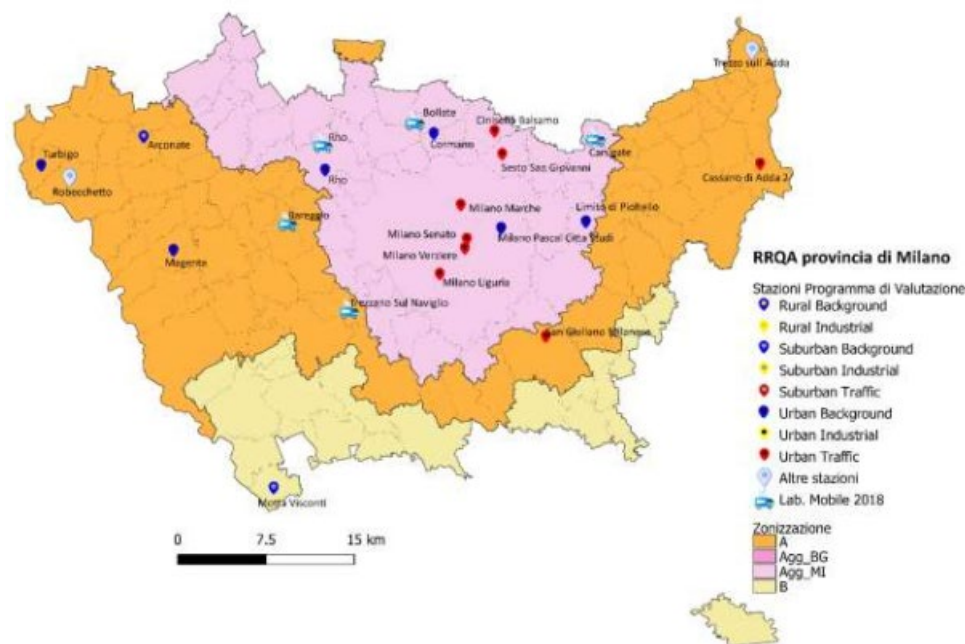 Trezzo sull Adda
Bollate
Cinisello Balsamo
Cormano
Rho
Arconate
Carugate
Sesto San Giovanni
Turbigo
Robecchetto
Rho
Cassano di Adda 2
Milano Marche
Limito di Pioltello
Bareggio
Milano Senato
Milano Pascal Citta Studi
Milano Verziere
Magenta
Milano Liguria
Trezzano Sul Naviglio
San Giuliano Milanese
Motta Visconti
0 7.5 15 km
RRQA provincia di Milano
Stazioni Programma di Valutazione
Rural Background
Rural Industrial
Suburban Background
Suburban Industrial
Suburban Traffic
Urban Background
Urban Industrial
Urban Traffic
Altre stazioni
Lab. Mobile 2018
Zonizzazione
A
Agg_BG
Agg_MI
B